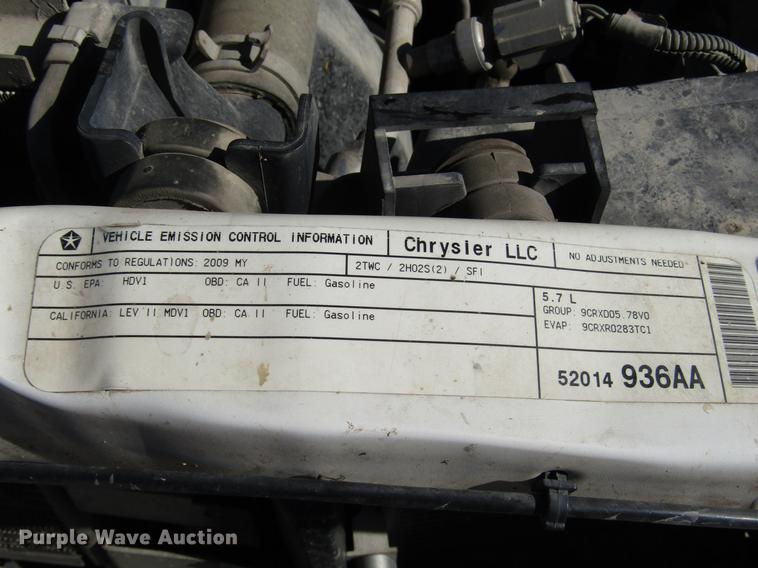 VEHICLE EMISSION CONTROL INFORMATION Chrysler LLC NO ADJUSTMENTS NEEDED
CONFORMS TO REGULATIONS: 2009 MY 2TWC / 2HO2S(2) / SFI
U.S. EPA: HDV1 OBD: CA II FUEL: Gasoline
CALIFORNIA: LEV II MDV1 OBD: CA II FUEL: Gasoline
5.7 L
GROUP: 9CRXD05.78V0
EVAP: 9CRXR0283TC1
52014 936AA
Purple Wave Auction